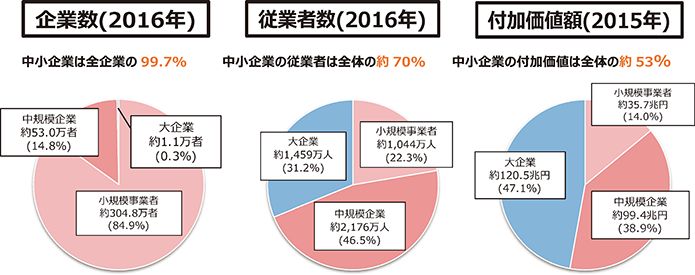 企業数(2016年)
中小企業は全企業の 99.7%
中規模企業
約53.0万者
(14.8%)
大企業
約1.1万者
(0.3%)
小規模事業者
約304.8万者
(84.9%)
従業者数(2016年)
中小企業の従業者は全体の約 70%
大企業
約1,459万人
(31.2%)
小規模事業者
約1,044万人
(22.3%)
中規模企業
約2,176万人
(46.5%)
付加価値額(2015年)
中小企業の付加価値は全体の約 53%
小規模事業者
約35.7兆円
(14.0%)
大企業
約120.5兆円
(47.1%)
中規模企業
約99.4兆円
(38.9%)